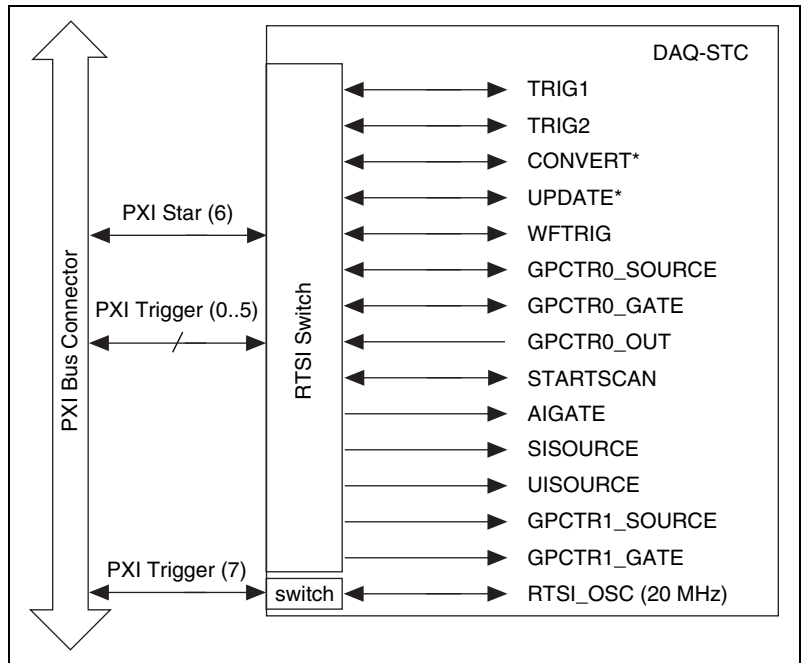 DAQ-STC
TRIG1
TRIG2
CONVERT*
UPDATE*
WFTRIG
GPCTR0_SOURCE
GPCTR0_GATE
GPCTR0_OUT
STARTSCAN
AIGATE
SISOURCE
UISOURCE
GPCTR1_SOURCE
GPCTR1_GATE
RTSI_OSC (20 MHz)
PXI Star (6)
PXI Trigger (0..5)
PXI Trigger (7)
PXI Bus Connector
RTSI Switch
switch